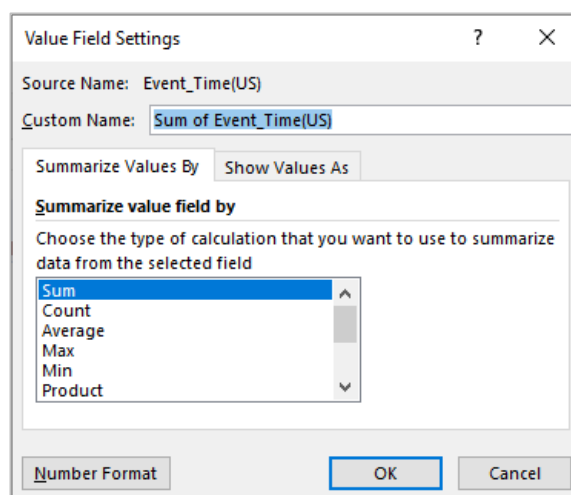 Value Field Settings ? ×
Source Name: Event_Time(US)
Custom Name: Sum of Event_Time(US)
Summarize Values By Show Values As
Summarize value field by
Choose the type of calculation that you want to use to summarize
data from the selected field
Sum
Count
Average
Max
Min
Product
Number Format OK Cancel